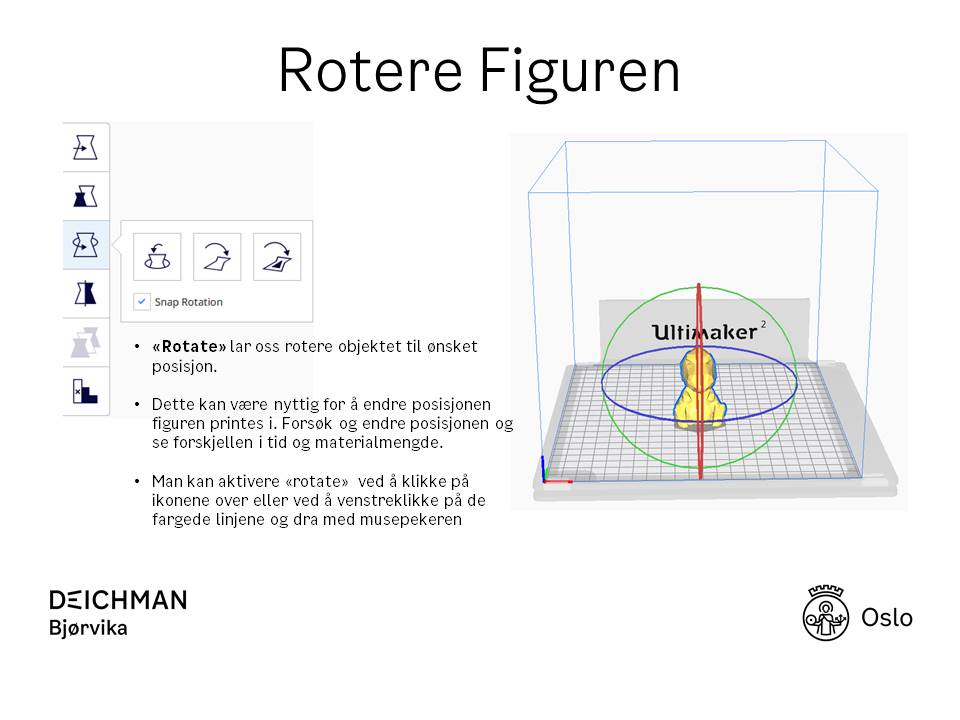 Rotere Figuren
Snap Rotation
Ultimaker²
• «Rotate» lar oss rotere objektet til ønsket
posisjon.
• Dette kan være nyttig for å endre posisjonen
figuren printes i. Forsøk og endre posisjonen og
se forskjellen i tid og materialmengde.
• Man kan aktivere «rotate» ved å klikke på
ikonene over eller ved å venstreklikke på de
fargede linjene og dra med musepekeren
DEICHMAN
Bjørvika
Oslo